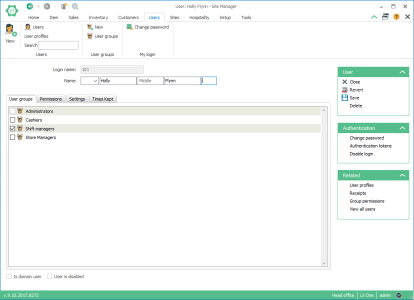 User: Holly Flynn - Site Manager
Home Item Sales Inventory Customers Users Sites Hospitality Setup Tools
New
Users
User profiles
Search
Users
New
User groups
User groups
Change password
My login
Login name: 301
Name: Holly Middle Flynn
User groups Permissions Settings Times Kept
Administrators
Cashiers
Shift managers
Store Managers
Is domain user User is disabled
User
Close
Revert
Save
Delete
Authentication
Change password
Authentication tokens
Disable login
Related
User profiles
Receipts
Group permissions
View all users
v. 9.10.2017.8272 Head office LS One admin